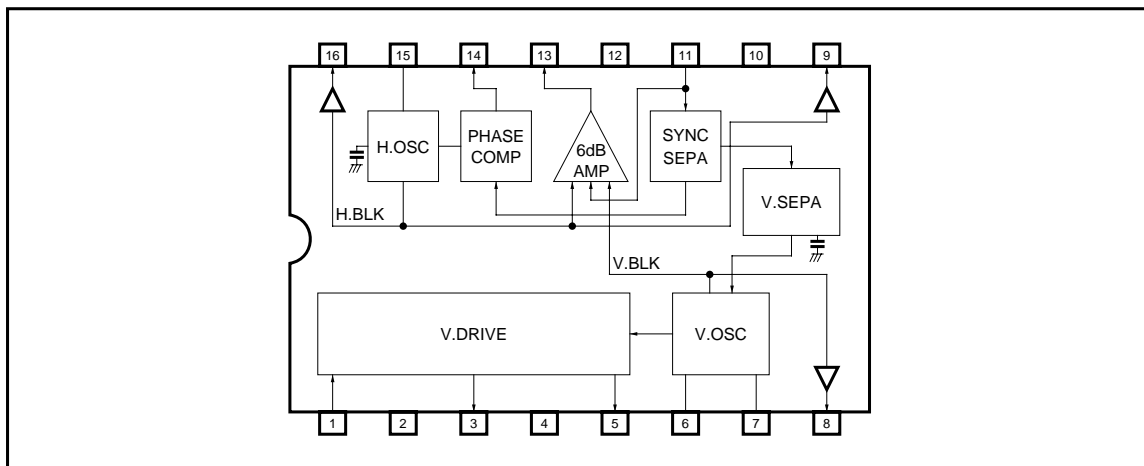 16 15 14 13 12 11 10 9
H.OSC
PHASE
COMP
6dB
AMP
SYNC
SEPA
V.SEPA
H.BLK
V.BLK
V.DRIVE
V.OSC
1 2 3 4 5 6 7 8